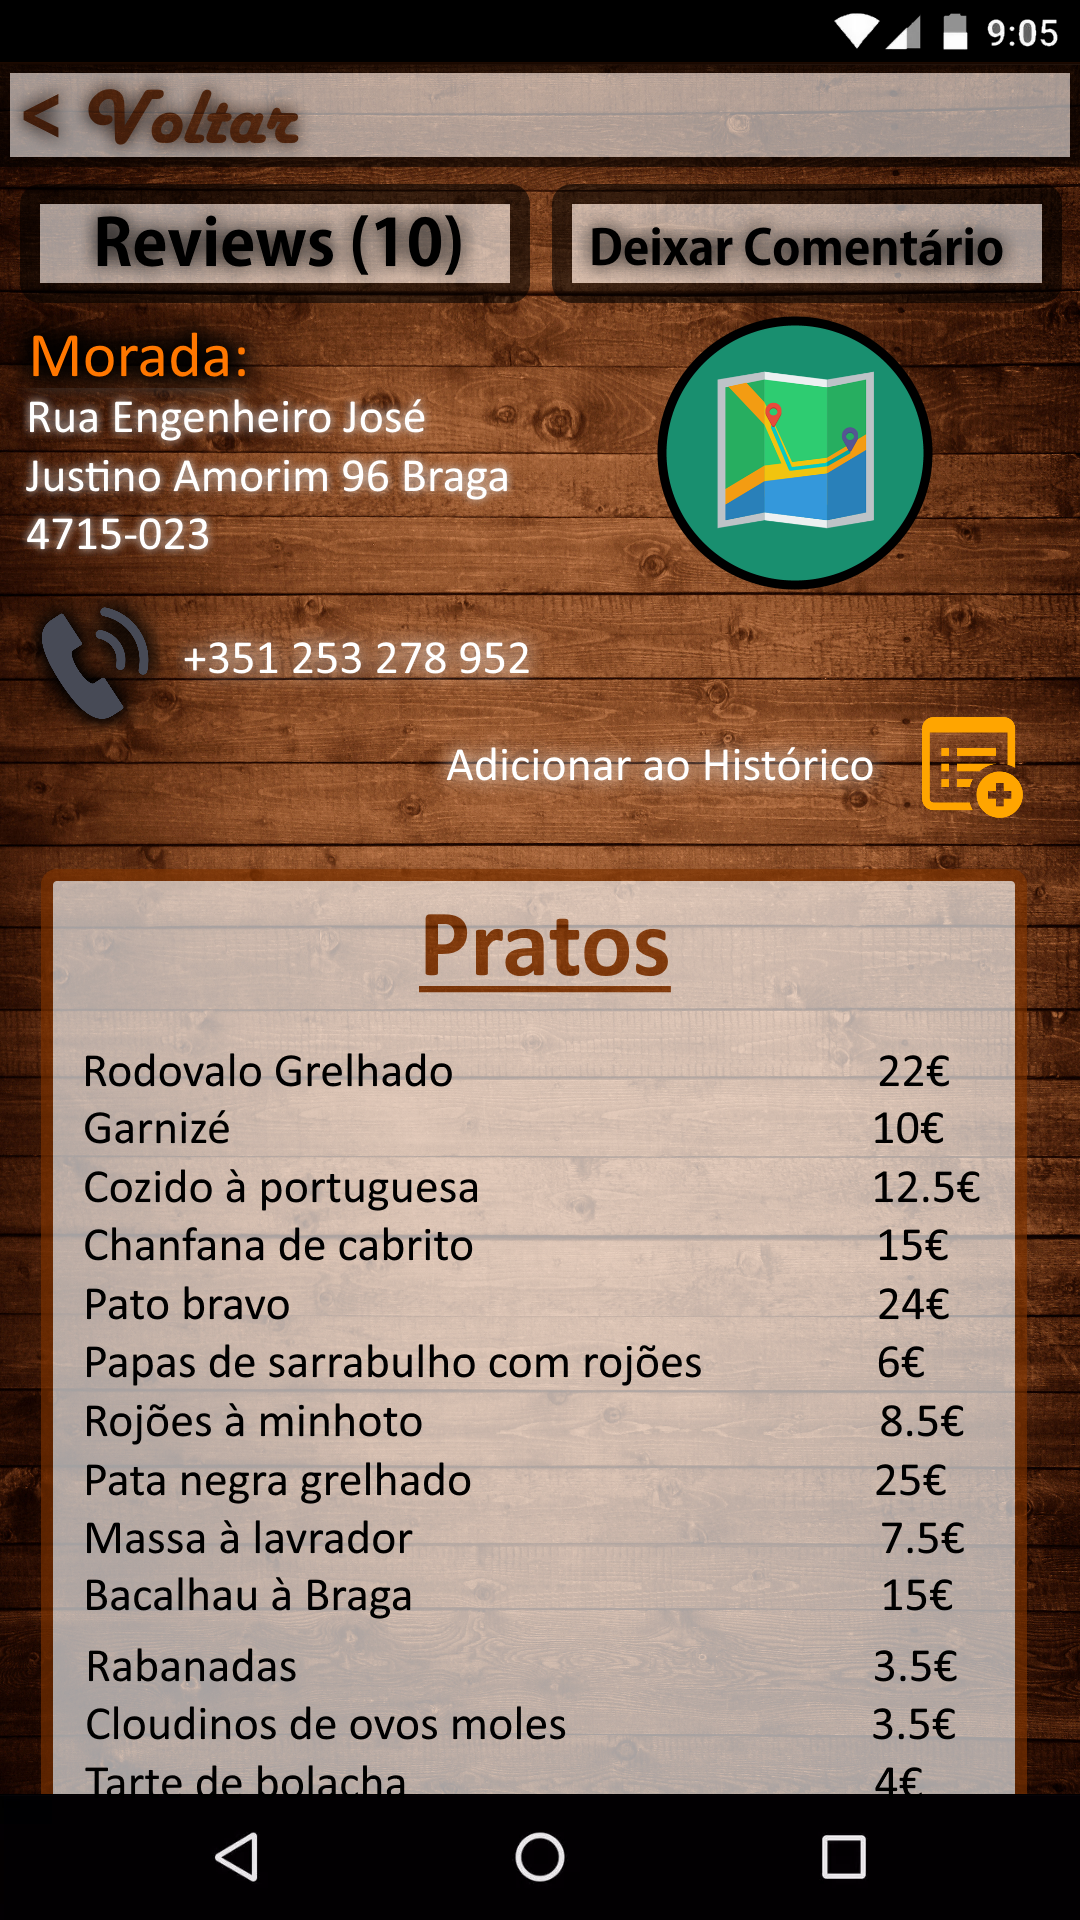 9:05
< Voltar
Reviews (10)
Deixar Comentário
Morada:
Rua Engenheiro José
Justino Amorim 96 Braga
4715-023
+351 253 278 952
Adicionar ao Histórico
Pratos
Rodovalo Grelhado 22€
Garnizé 10€
Cozido à portuguesa 12.5€
Chanfana de cabrito 15€
Pato bravo 24€
Papas de sarrabulho com rojões 6€
Rojões à minhoto 8.5€
Pata negra grelhado 25€
Massa à lavrador 7.5€
Bacalhau à Braga 15€
Rabanadas 3.5€
Cloudinos de ovos moles 3.5€
Tarte de bolacha 4€